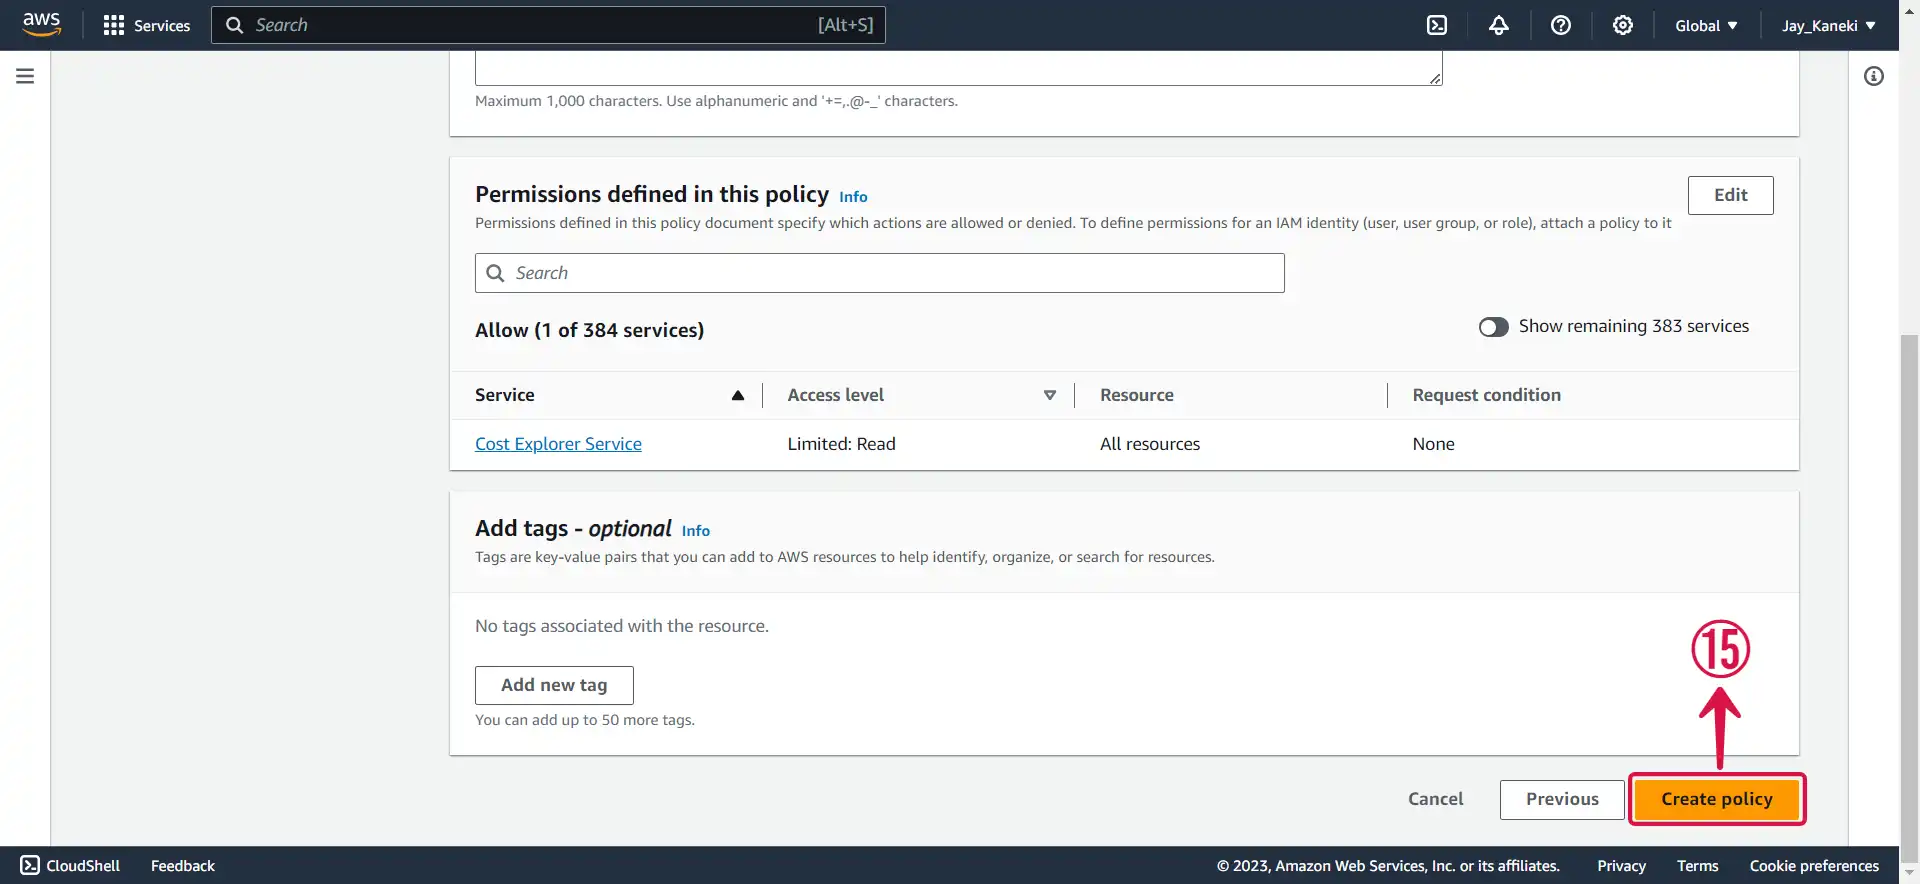 aws
Services
Search
[Alt+S]
Global
Jay_Kaneki
Maximum 1,000 characters. Use alphanumeric and '+=,.@-_' characters.
Permissions defined in this policy Info
Edit
Permissions defined in this policy document specify which actions are allowed or denied. To define permissions for an IAM identity (user, user group, or role), attach a policy to it
Search
Allow (1 of 384 services)
Show remaining 383 services
Service
Access level
Resource
Request condition
Cost Explorer Service
Limited: Read
All resources
None
Add tags - optional Info
Tags are key-value pairs that you can add to AWS resources to help identify, organize, or search for resources.
No tags associated with the resource.
15
Add new tag
You can add up to 50 more tags.
Cancel
Previous
Create policy
CloudShell
Feedback
© 2023, Amazon Web Services, Inc. or its affiliates.
Privacy
Terms
Cookie preferences